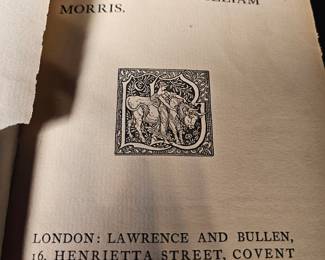 MORRIS.
LONDON: LAWRENCE AND BULLEN,
16, HENRIETTA STREET, COVENT